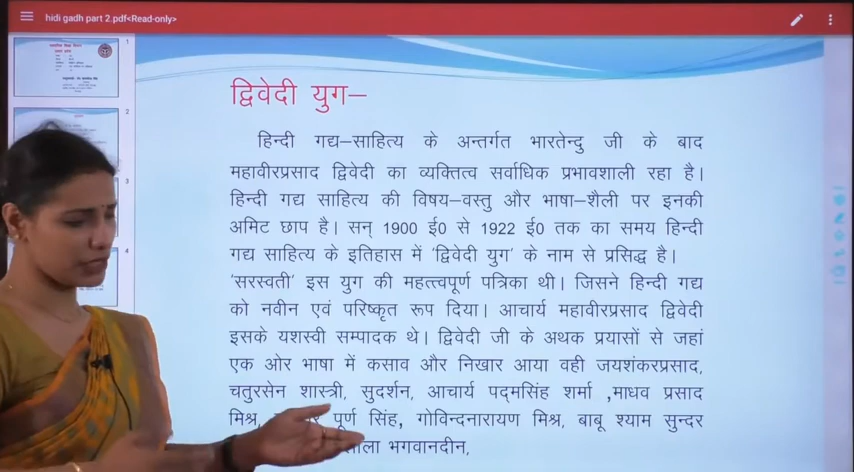 hidi gadh part 2.pdf<Read-only>
1
2
3
4
द्विवेदी युग–
हिन्दी गद्य–साहित्य के अन्तर्गत भारतेन्दु जी के बाद
महावीरप्रसाद द्विवेदी का व्यक्तित्व सर्वाधिक प्रभावशाली रहा है।
हिन्दी गद्य साहित्य की विषय–वस्तु और भाषा–शैली पर इनकी
अमिट छाप है। सन् 1900 ई0 से 1922 ई0 तक का समय हिन्दी
गद्य साहित्य के इतिहास में 'द्विवेदी युग' के नाम से प्रसिद्ध है।
'सरस्वती' इस युग की महत्त्वपूर्ण पत्रिका थी। जिसने हिन्दी गद्य
को नवीन एवं परिष्कृत रूप दिया। आचार्य महावीरप्रसाद द्विवेदी
इसके यशस्वी सम्पादक थे। द्विवेदी जी के अथक प्रयासों से जहां
एक ओर भाषा में कसाव और निखार आया वही जयशंकरप्रसाद,
चतुरसेन शास्त्री, सुदर्शन, आचार्य पद्मसिंह शर्मा ,माधव प्रसाद
मिश्र, पूर्ण सिंह, गोविन्दनारायण मिश्र, बाबू श्याम सुन्दर
लाला भगवानदीन,